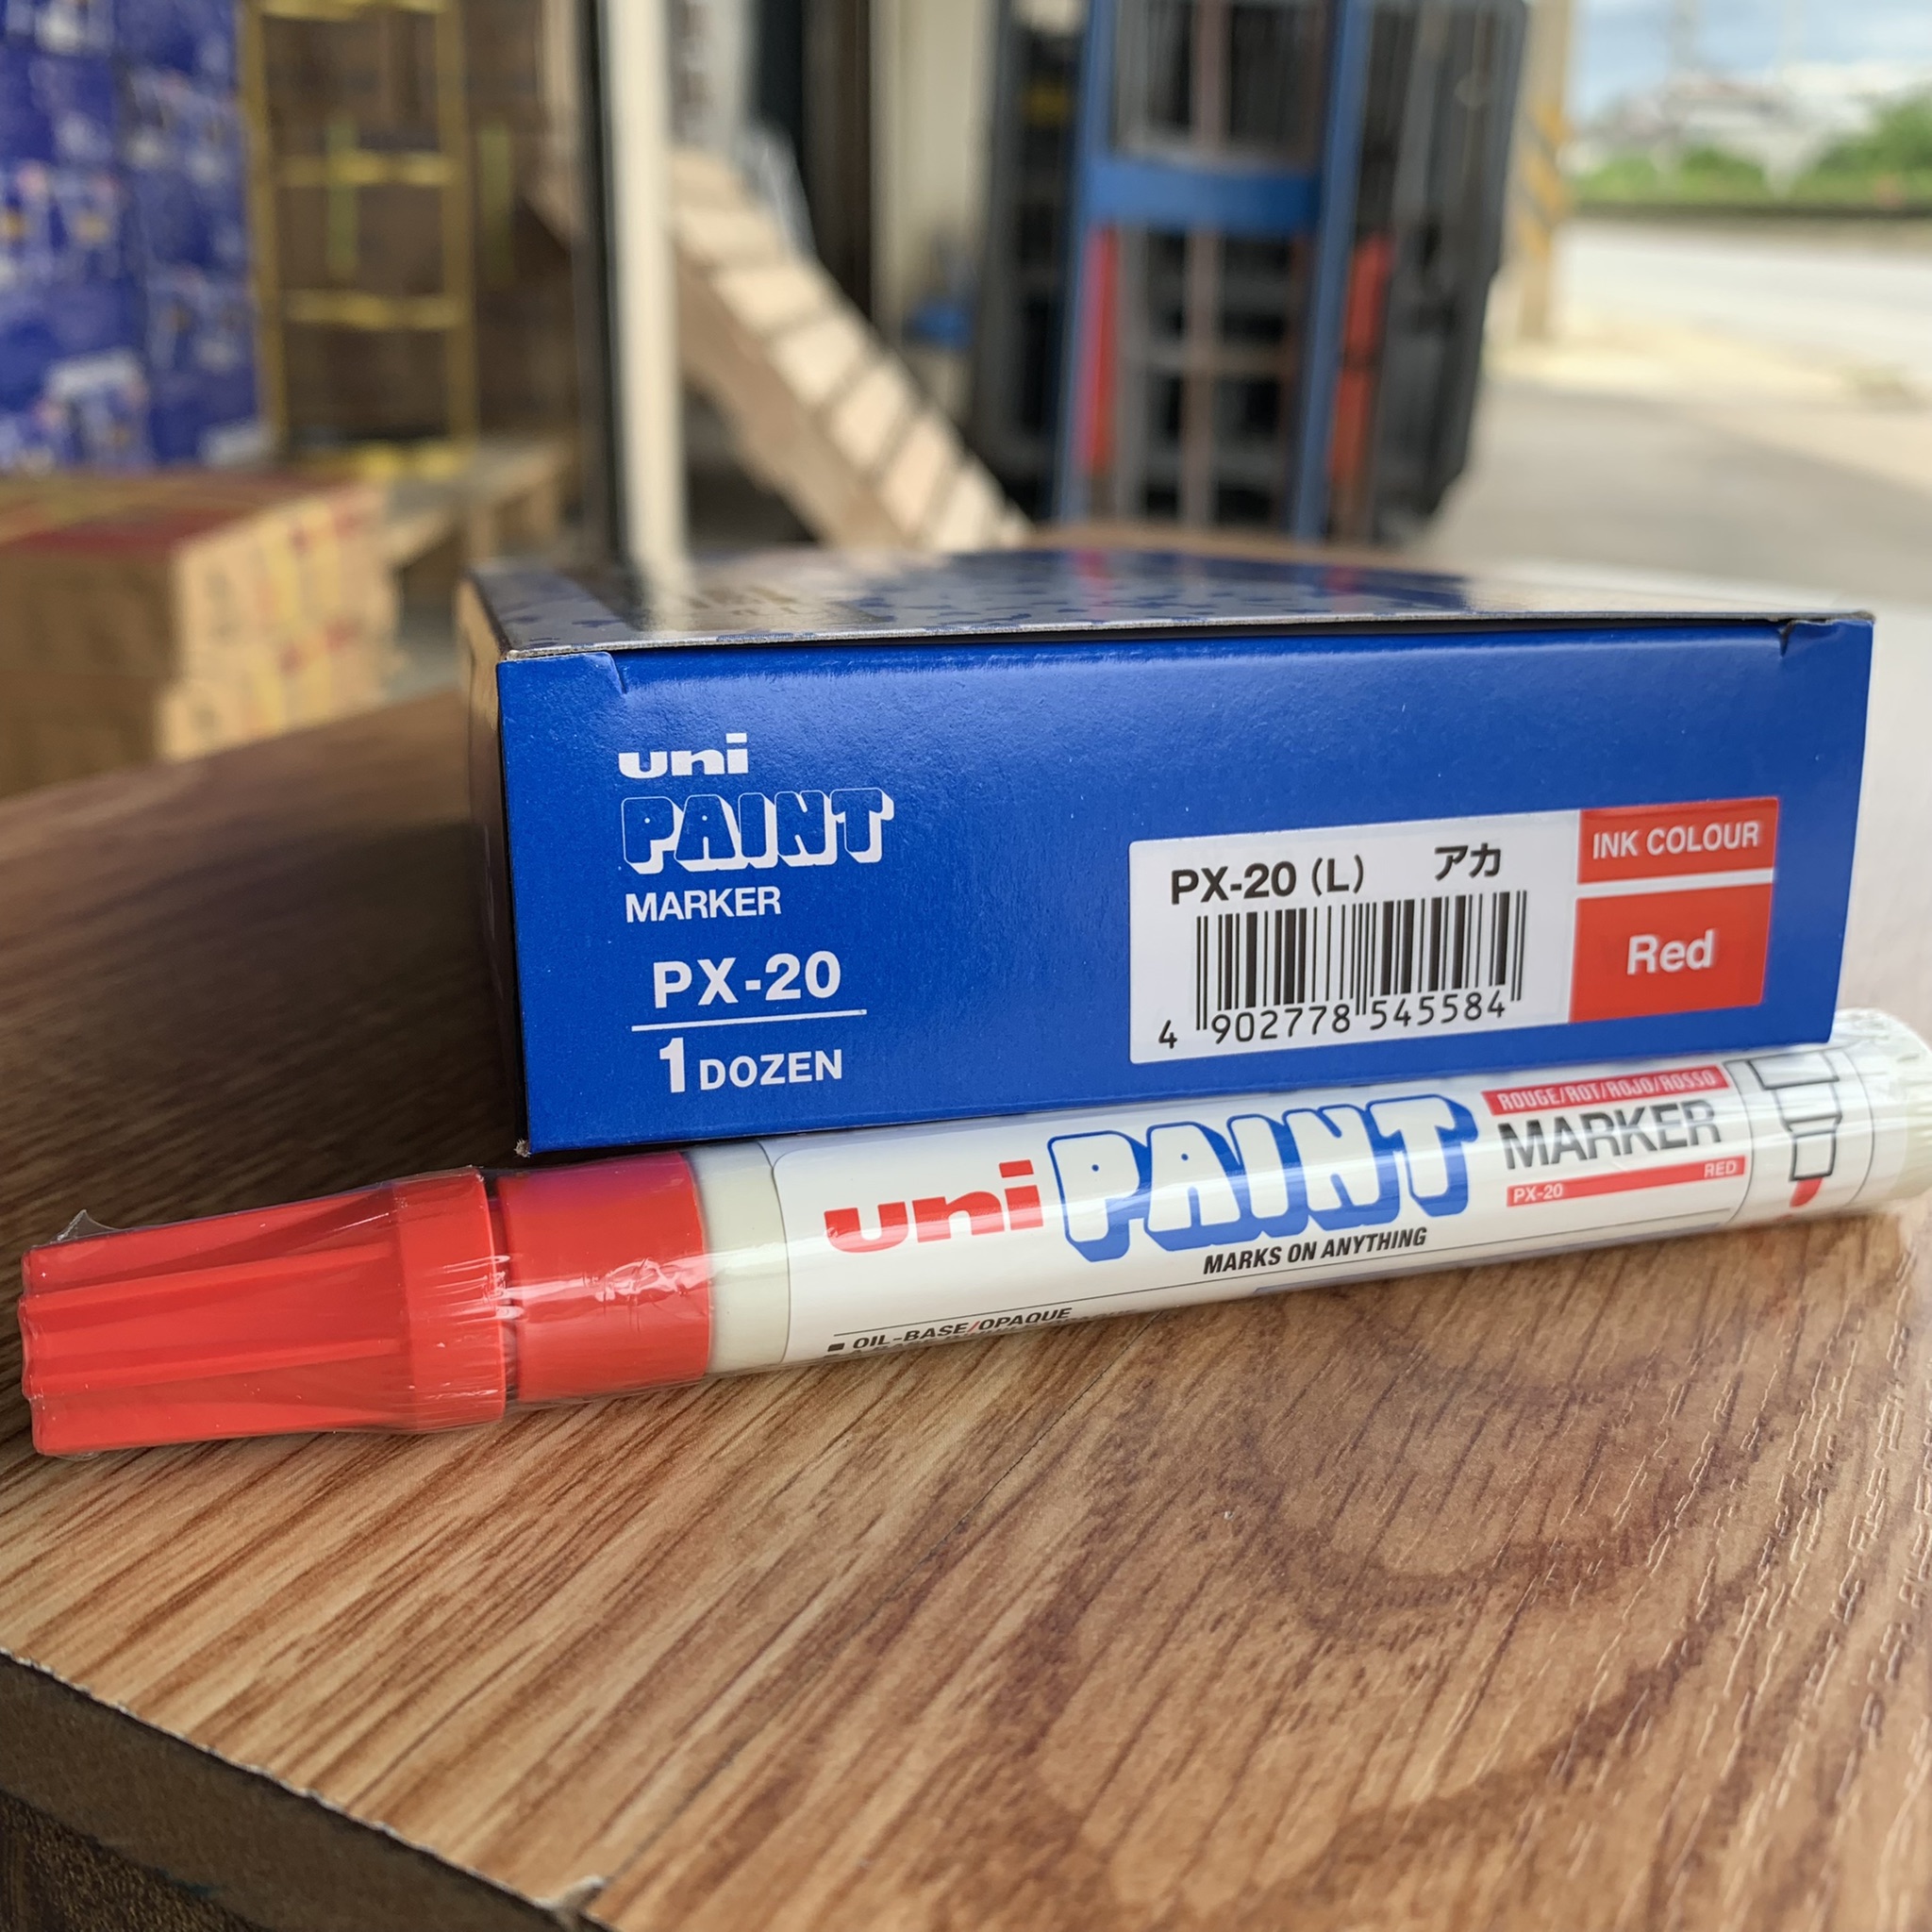 uni
PAINT
MARKER
PX-20
1 DOZEN
PX-20 (L) アカ
4 902778 545584
INK COLOUR
Red
uni PAINT
MARKS ON ANYTHING
ROUGE/ROT/ROJO/ROSSO
MARKER
PX-20 RED
■ OIL-BASE/OPAQUE